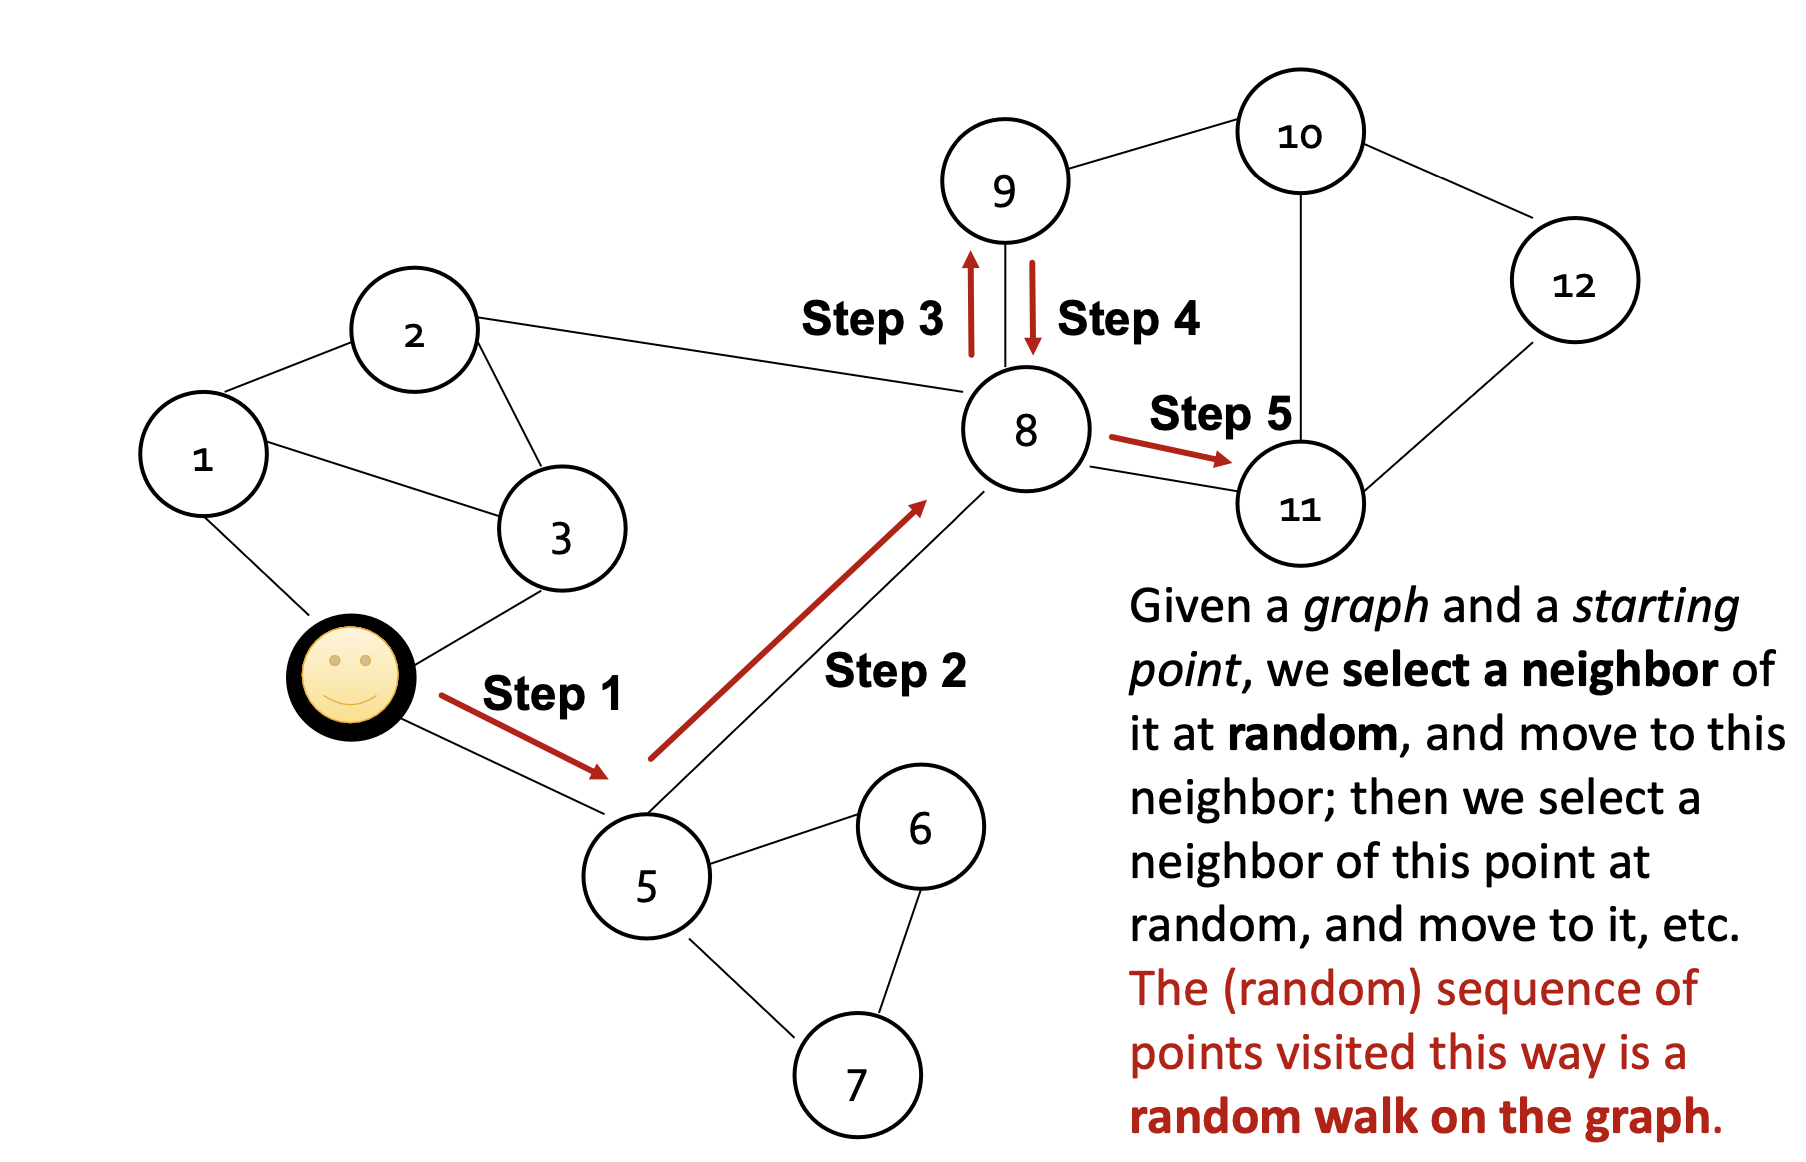 10
9
12
2
Step 3
Step 4
8
Step 5
1
11
3
Given a graph and a starting
point, we select a neighbor of
it at random, and move to this
neighbor; then we select a
neighbor of this point at
random, and move to it, etc.
The (random) sequence of
points visited this way is a
random walk on the graph.
Step 1
Step 2
6
5
7